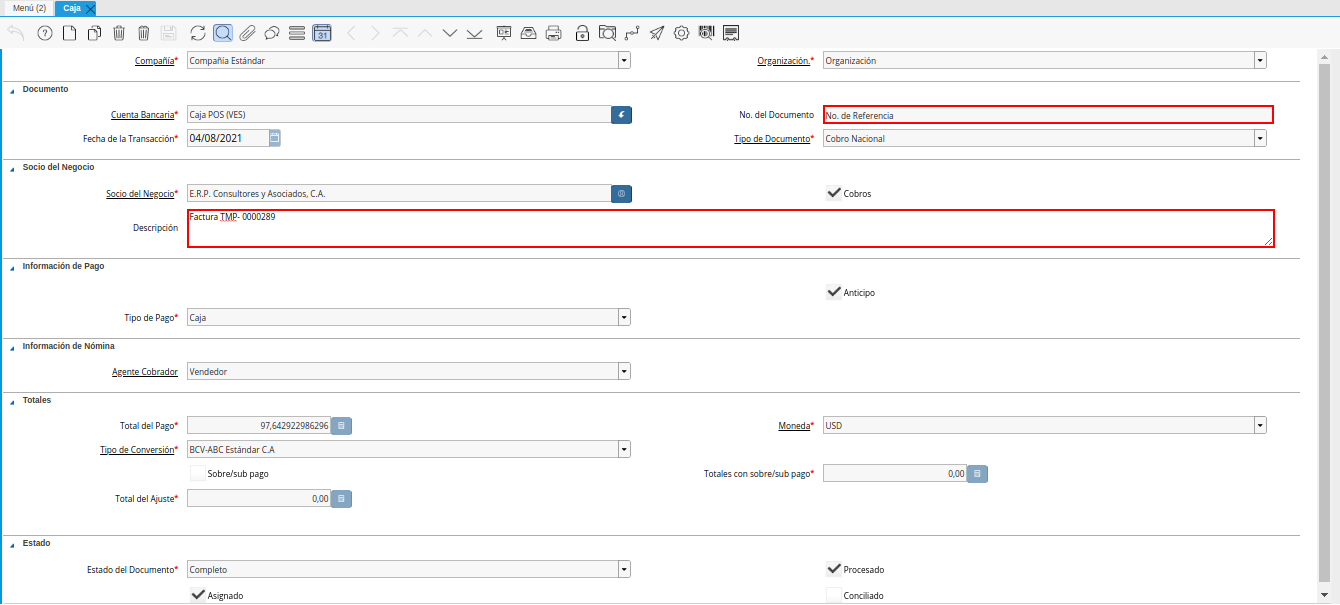 Menú (2) Caja
31
Compañía* Compañía Estándar Organización.* Organización
Documento
Cuenta Bancaria* Caja POS (VES) No. del Documento No. de Referencia
Fecha de la Transacción* 04/08/2021 Tipo de Documento* Cobro Nacional
Socio del Negocio
Socio del Negocio* E.R.P. Consultores y Asociados, C.A. Cobros
Descripción Factura TMP- 0000289
Información de Pago
Anticipo
Tipo de Pago* Caja
Información de Nómina
Agente Cobrador Vendedor
Totales
Total del Pago* 97,642922986296 Moneda* USD
Tipo de Conversión* BCV-ABC Estándar C.A
Sobre/sub pago Totales con sobre/sub pago* 0,00
Total del Ajuste* 0,00
Estado
Estado del Documento* Completo Procesado
Asignado Conciliado